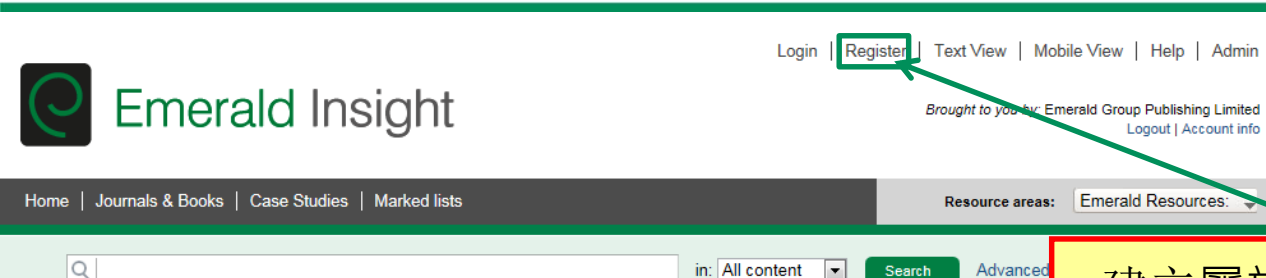 Login | Register | Text View | Mobile View | Help | Admin
Emerald Insight
Brought to you by: Emerald Group Publishing Limited
Logout | Account info
Home | Journals & Books | Case Studies | Marked lists
Resource areas: Emerald Resources:
in: All content Search Advanced